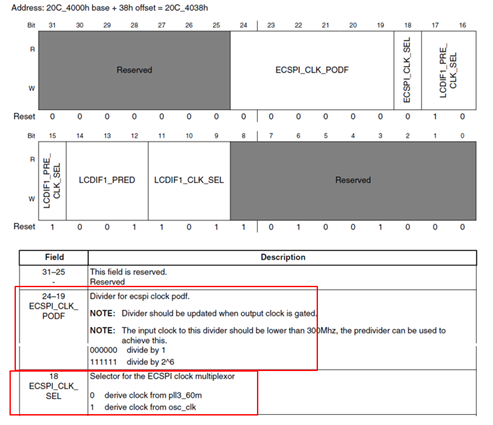 Address: 20C_4000h base + 38h offset = 20C_4038h
Bit 31 30 29 28 27 26 25 24 23 22 21 20 19 18 17 16
R
W
Reserved
ECSPI_CLK_PODF
ECSPI_CLK_SEL
LCDIF1_PRE_
CLK_SEL
Reset 0 0 0 0 0 0 0 0 0 0 0 0 0 0 1 0
Bit 15 14 13 12 11 10 9 8 7 6 5 4 3 2 1 0
R
W
LCDIF1_PRE_
CLK_SEL
LCDIF1_PRED
LCDIF1_CLK_SEL
Reserved
Reset 1 0 0 1 1 0 1 1 0 1 0 1 0 0 0 0
Field Description
31–25 This field is reserved.
- Reserved
24–19 Divider for ecspi clock podf.
ECSPI_CLK_
PODF
NOTE: Divider should be updated when output clock is gated.
NOTE: The input clock to this divider should be lower than 300Mhz, the predivider can be used to
achieve this.
000000 divide by 1
111111 divide by 2^6
18 Selector for the ECSPI clock multiplexor
ECSPI_CLK_
SEL
0 derive clock from pll3_60m
1 derive clock from osc_clk